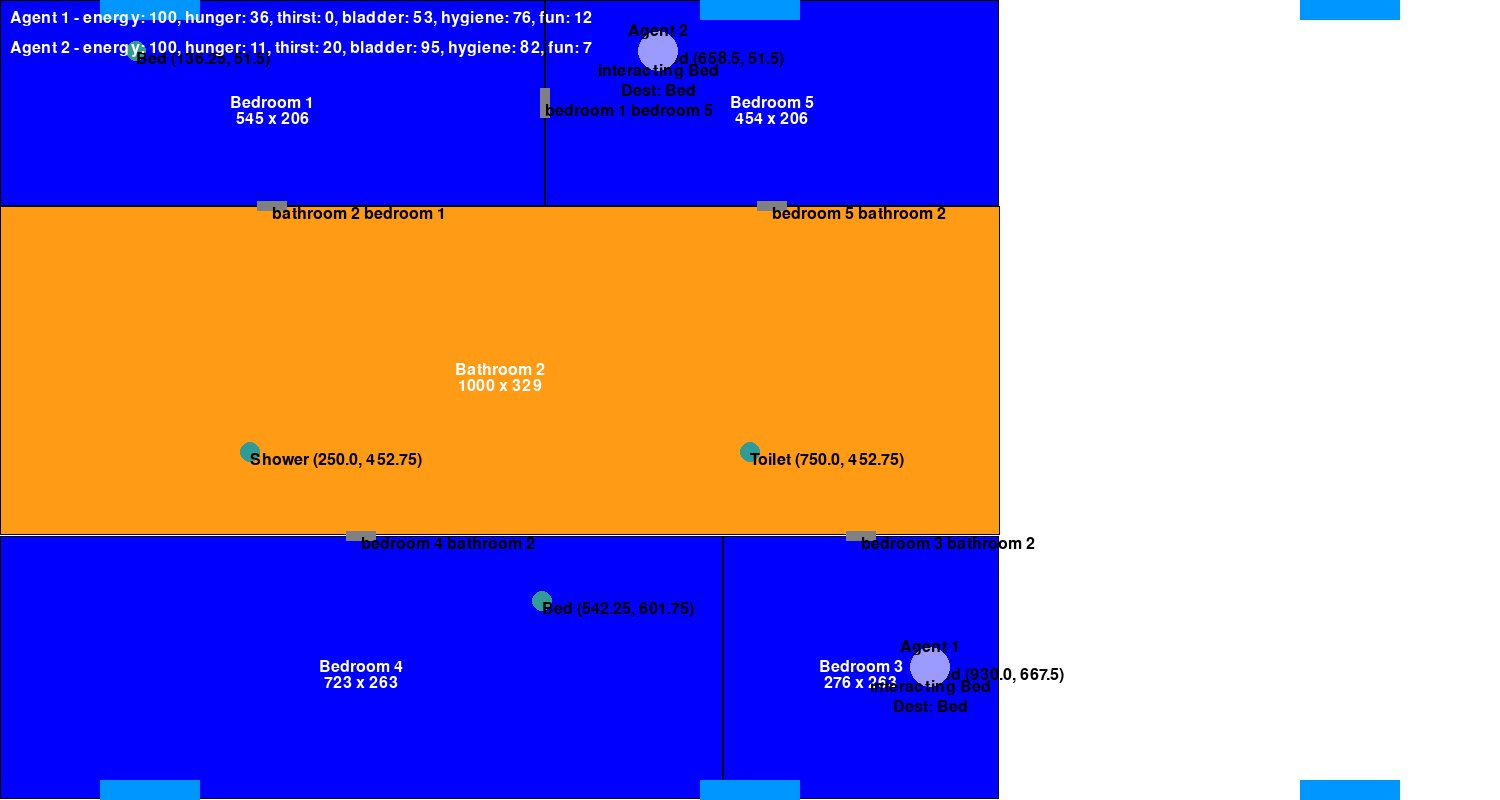 Agent 1 - energy: 100, hunger: 36, thirst: 0, bladder: 53, hygiene: 76, fun: 12
Agent 2
Agent 2 - energy: 100, hunger: 11, thirst: 20, bladder: 95, hygiene: 82, fun: 7
Bed (136.25, 51.5)
ed (658.5, 51.5)
interacting Bed
Dest: Bed
Bedroom 1
545 x 206
Bedroom 5
454 x 206
bedroom 1 bedroom 5
bathroom 2 bedroom 1
bedroom 5 bathroom 2
Bathroom 2
1000 x 329
Shower (250.0, 452.75)
Toilet (750.0, 452.75)
bedroom 4 bathroom 2
bedroom 3 bathroom 2
Bed (542.25, 601.75)
Agent 1
Bedroom 4
723 x 263
Bedroom 3
276 x 263
ed (930.0, 667.5)
interacting Bed
Dest: Bed